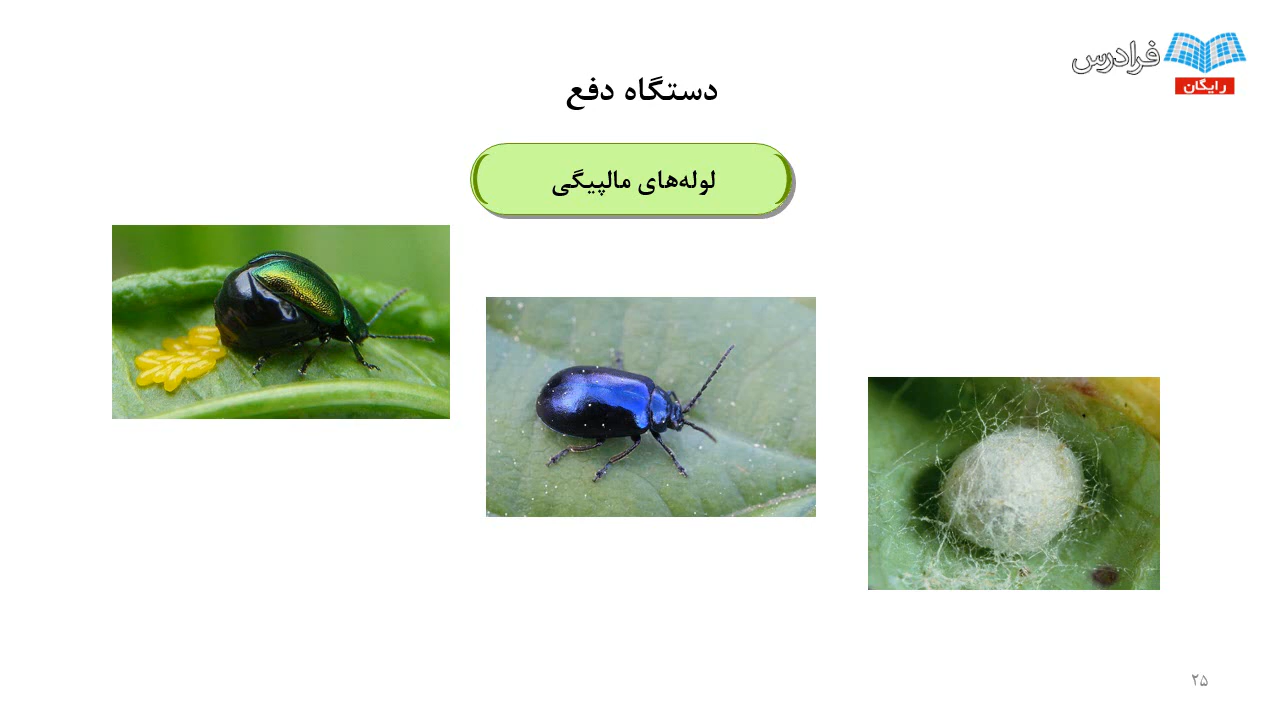 فرادرس
رایگان
دستگاه دفع
لوله‌های مالپیگی
۲۵